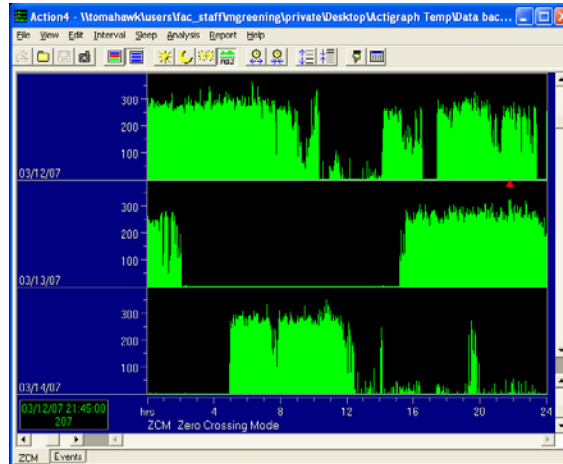 Action4 - \\tomahawk\users\fac_staff\mgreening\private\Desktop\Actigraph Temp\Data bac...
File View Edit Interval Sleep Analysis Report Help
300
200
100
03/12/07
300
200
100
03/13/07
300
200
100
03/14/07
03/12/07 21:45:00
207
hrs 4 8 12 16 20 24
ZCM Zero Crossing Mode
ZCM Events